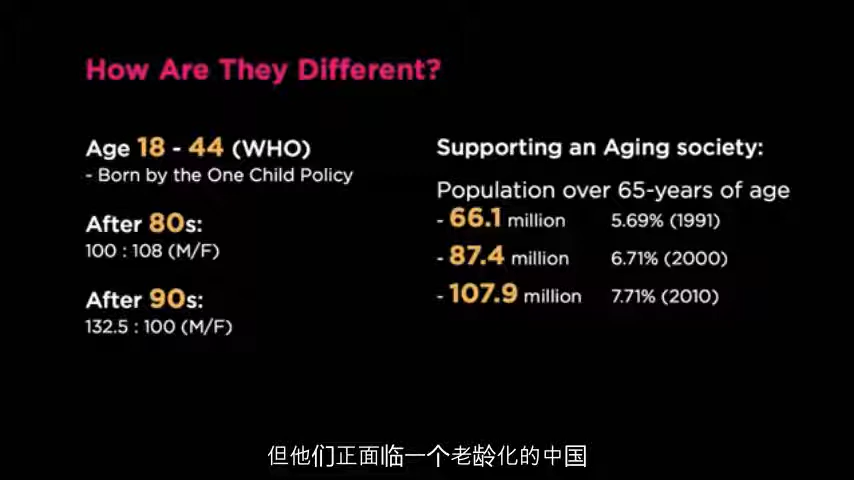 How Are They Different?
Age 18 - 44 (WHO)
- Born by the One Child Policy
After 80s:
100 : 108 (M/F)
After 90s:
132.5 : 100 (M/F)
Supporting an Aging society:
Population over 65-years of age
- 66.1 million 5.69% (1991)
- 87.4 million 6.71% (2000)
- 107.9 million 7.71% (2010)
但他们正面临一个老龄化的中国